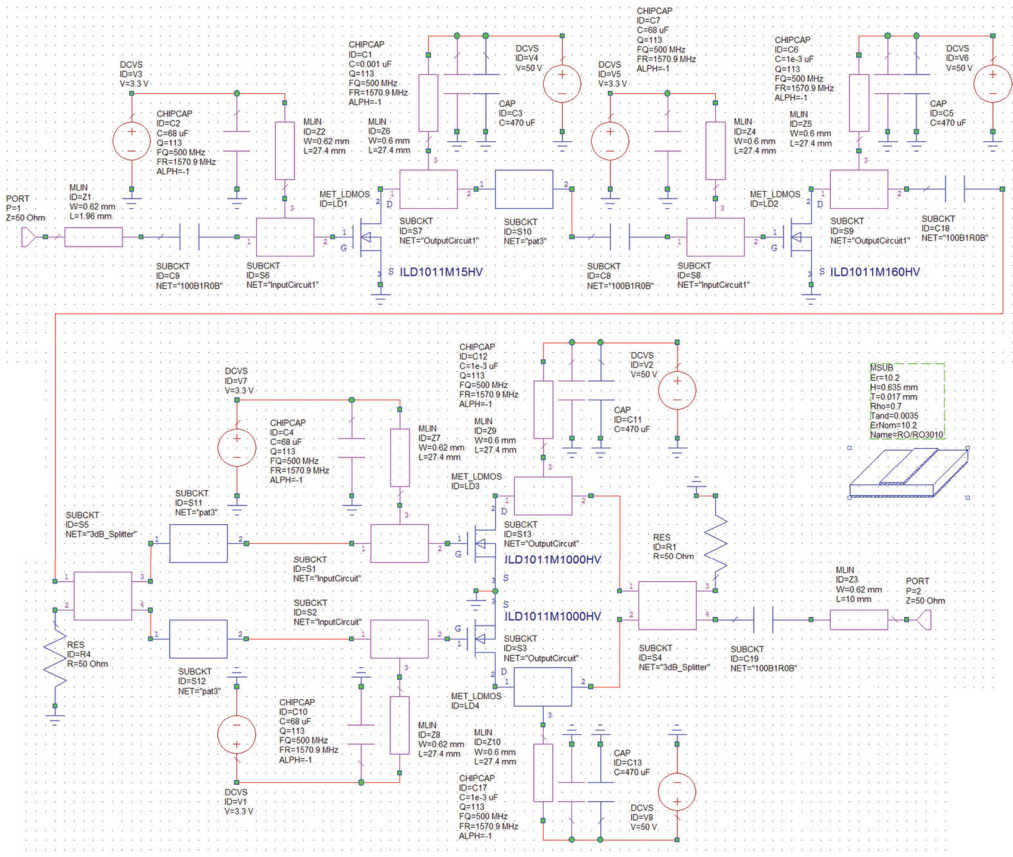 PORT
P=1
Z=50 Ohm
MLIN
ID=Z1
W=0.62 mm
L=1.96 mm
DCVS
ID=V3
V=3.3 V
CHIPCAP
ID=C2
C=68 uF
Q=113
FQ=500 MHz
FR=1570.9 MHz
ALPH=-1
MLIN
ID=Z2
W=0.62 mm
L=27.4 mm
SUBCKT
ID=C9
NET="100B1R0B"
SUBCKT
ID=S6
NET="InputCircuit1"
CHIPCAP
ID=C1
C=0.001 uF
Q=113
FQ=500 MHz
FR=1570.9 MHz
ALPH=-1
MLIN
ID=Z6
W=0.6 mm
L=27.4 mm
CAP
ID=C3
C=470 uF
DCVS
ID=V4
V=50 V
MET_LDMOS
ID=LD1
1
2
3
D
G
S
ILD1011M15HV
SUBCKT
ID=S7
NET="OutputCircuit1"
SUBCKT
ID=S10
NET="pat3"
DCVS
ID=V5
V=3.3 V
CHIPCAP
ID=C7
C=68 uF
Q=113
FQ=500 MHz
FR=1570.9 MHz
ALPH=-1
MLIN
ID=Z4
W=0.62 mm
L=27.4 mm
SUBCKT
ID=C8
NET="100B1R0B"
SUBCKT
ID=S8
NET="InputCircuit1"
CHIPCAP
ID=C6
C=1e-3 uF
Q=113
FQ=500 MHz
FR=1570.9 MHz
ALPH=-1
MLIN
ID=Z5
W=0.6 mm
L=27.4 mm
CAP
ID=C5
C=470 uF
DCVS
ID=V6
V=50 V
MET_LDMOS
ID=LD2
1
2
3
D
G
S
ILD1011M160HV
SUBCKT
ID=S9
NET="OutputCircuit1"
SUBCKT
ID=C18
NET="100B1R0B"
SUBCKT
ID=S5
NET="3dB_Splitter"
1
2
3
4
RES
ID=R4
R=50 Ohm
SUBCKT
ID=S11
NET="pat3"
SUBCKT
ID=S12
NET="pat3"
DCVS
ID=V7
V=3.3 V
CHIPCAP
ID=C4
C=68 uF
Q=113
FQ=500 MHz
FR=1570.9 MHz
ALPH=-1
MLIN
ID=Z7
W=0.62 mm
L=27.4 mm
SUBCKT
ID=S1
NET="InputCircuit"
SUBCKT
ID=S2
NET="InputCircuit"
CHIPCAP
ID=C12
C=1e-3 uF
Q=113
FQ=500 MHz
FR=1570.9 MHz
ALPH=-1
MLIN
ID=Z9
W=0.6 mm
L=27.4 mm
CAP
ID=C11
C=470 uF
DCVS
ID=V2
V=50 V
MET_LDMOS
ID=LD3
D
G
S
SUBCKT
ID=S13
NET="OutputCircuit"
ILD1011M1000HV
ILD1011M1000HV
S
G
D
SUBCKT
ID=S3
NET="OutputCircuit"
MET_LDMOS
ID=LD4
DCVS
ID=V1
V=3.3 V
CHIPCAP
ID=C10
C=68 uF
Q=113
FQ=500 MHz
FR=1570.9 MHz
ALPH=-1
MLIN
ID=Z8
W=0.62 mm
L=27.4 mm
MLIN
ID=Z10
W=0.6 mm
L=27.4 mm
CHIPCAP
ID=C17
C=1e-3 uF
Q=113
FQ=500 MHz
FR=1570.9 MHz
ALPH=-1
CAP
ID=C13
C=470 uF
DCVS
ID=V8
V=50 V
RES
ID=R1
R=50 Ohm
SUBCKT
ID=S4
NET="3dB_Splitter"
1
2
3
4
SUBCKT
ID=C19
NET="100B1R0B"
MLIN
ID=Z3
W=0.62 mm
L=10 mm
PORT
P=2
Z=50 Ohm
MSUB
Er=10.2
H=0.635 mm
T=0.017 mm
Rho=0.7
Tand=0.0035
ErNom=10.2
Name=RO/RO3010